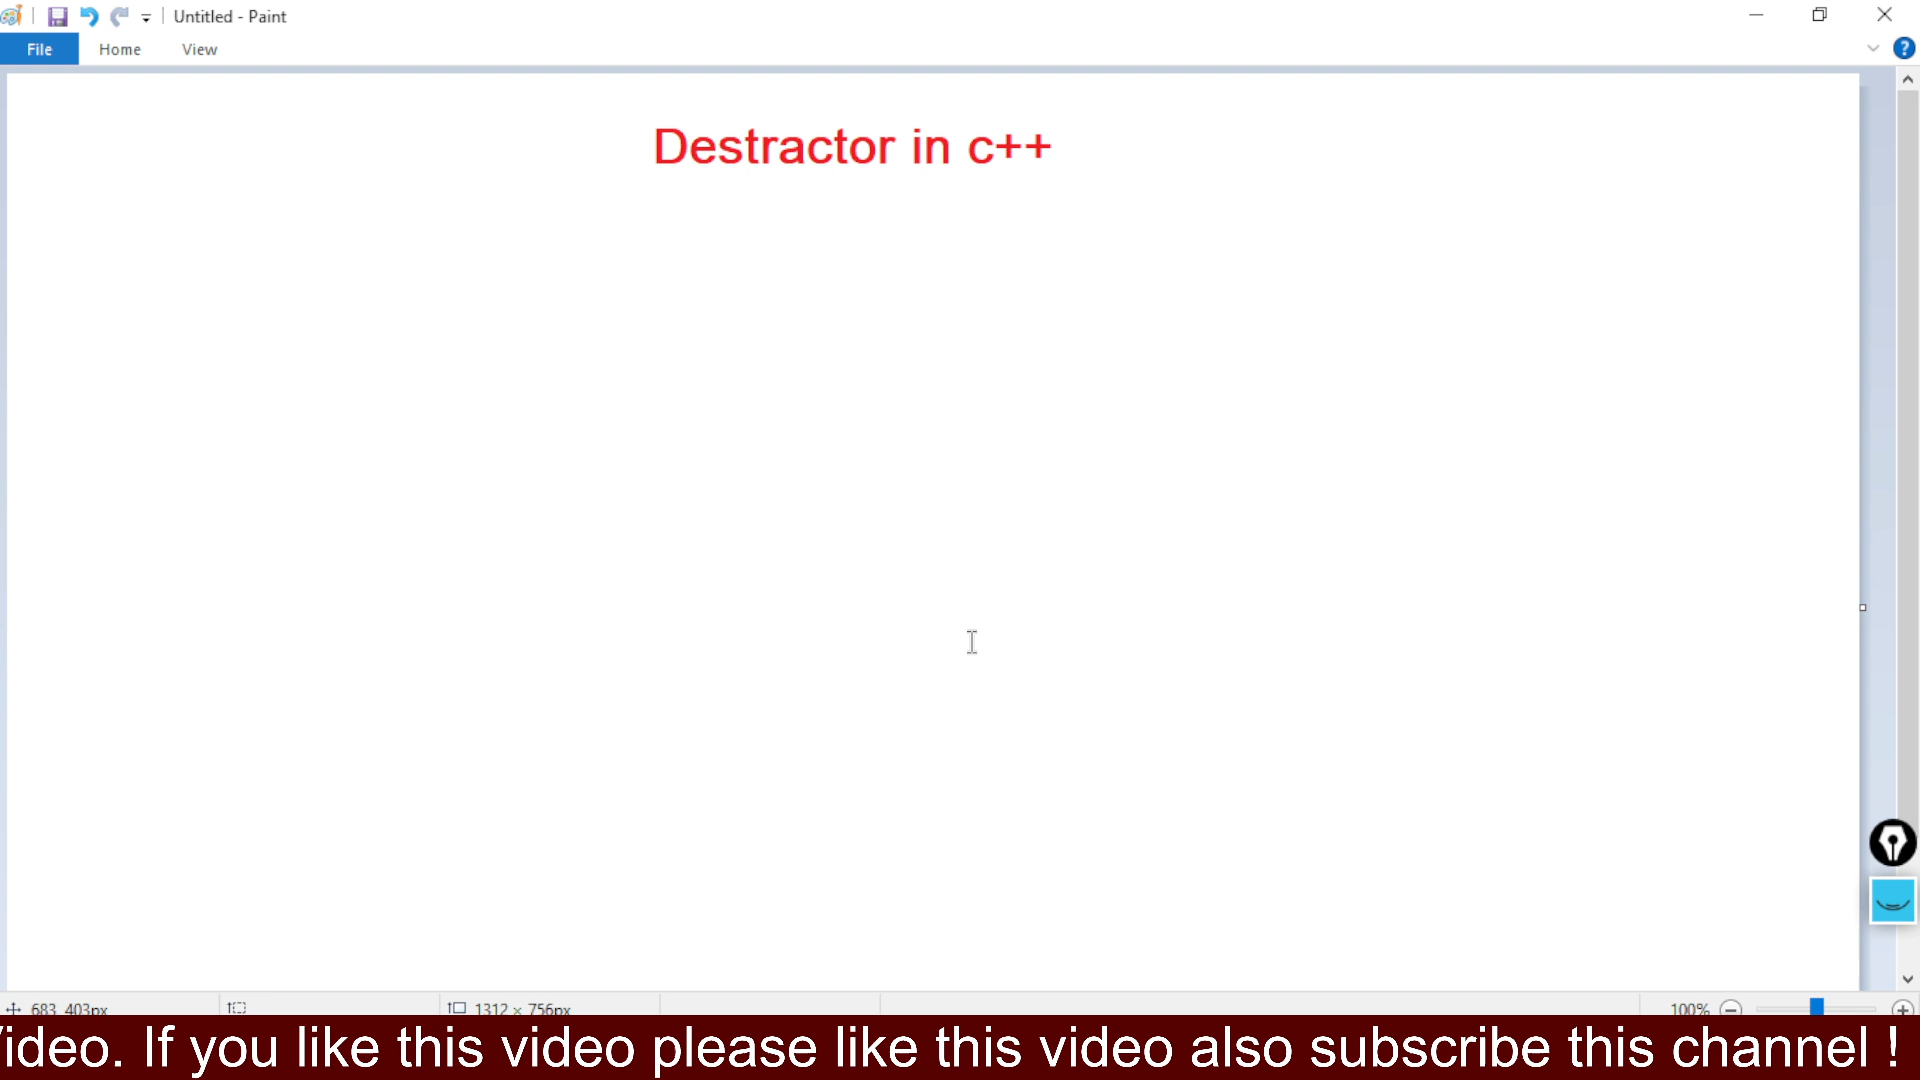 Untitled - Paint
File Home View
Destractor in c++
683, 403px 1312 × 756px 100%
ideo. If you like this video please like this video also subscribe this channel !